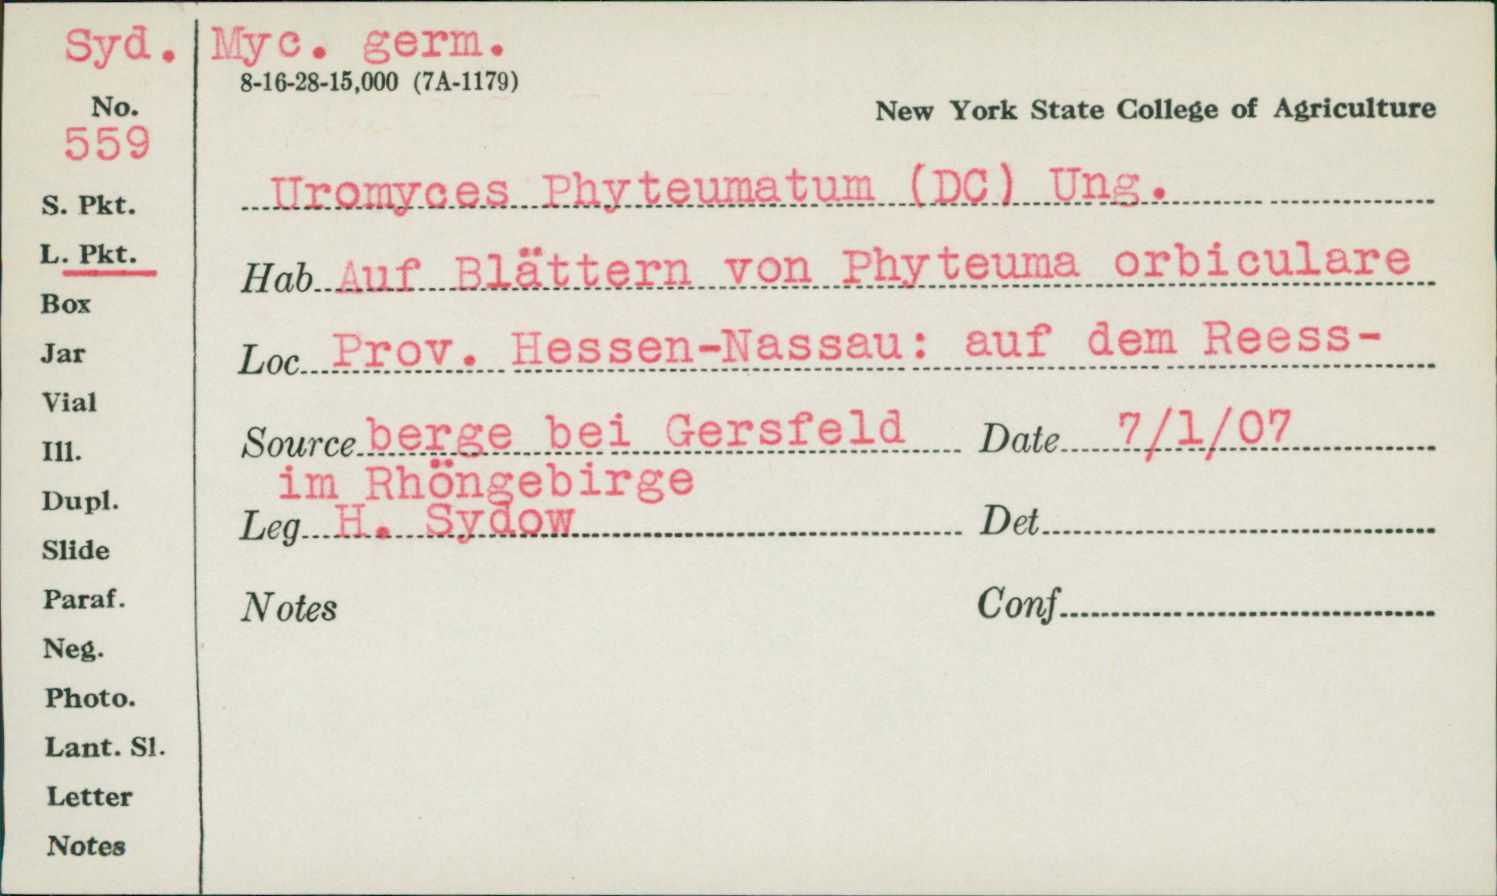 Syd. Myc. germ.
8-16-28-15,000 (7A-1179)
No.
559
New York State College of Agriculture
Uromyces Phyteumatum (DC) Ung.
S. Pkt.
L. Pkt.
Hab Auf Blättern von Phyteuma orbiculare
Box
Jar
Loc Prov. Hessen-Nassau: auf dem Reess-
Vial
Ill.
Source berge bei Gersfeld Date 7/1/07
im Rhöngebirge
Dupl.
Leg H. Sydow Det
Slide
Paraf.
Notes Conf
Neg.
Photo.
Lant. Sl.
Letter
Notes